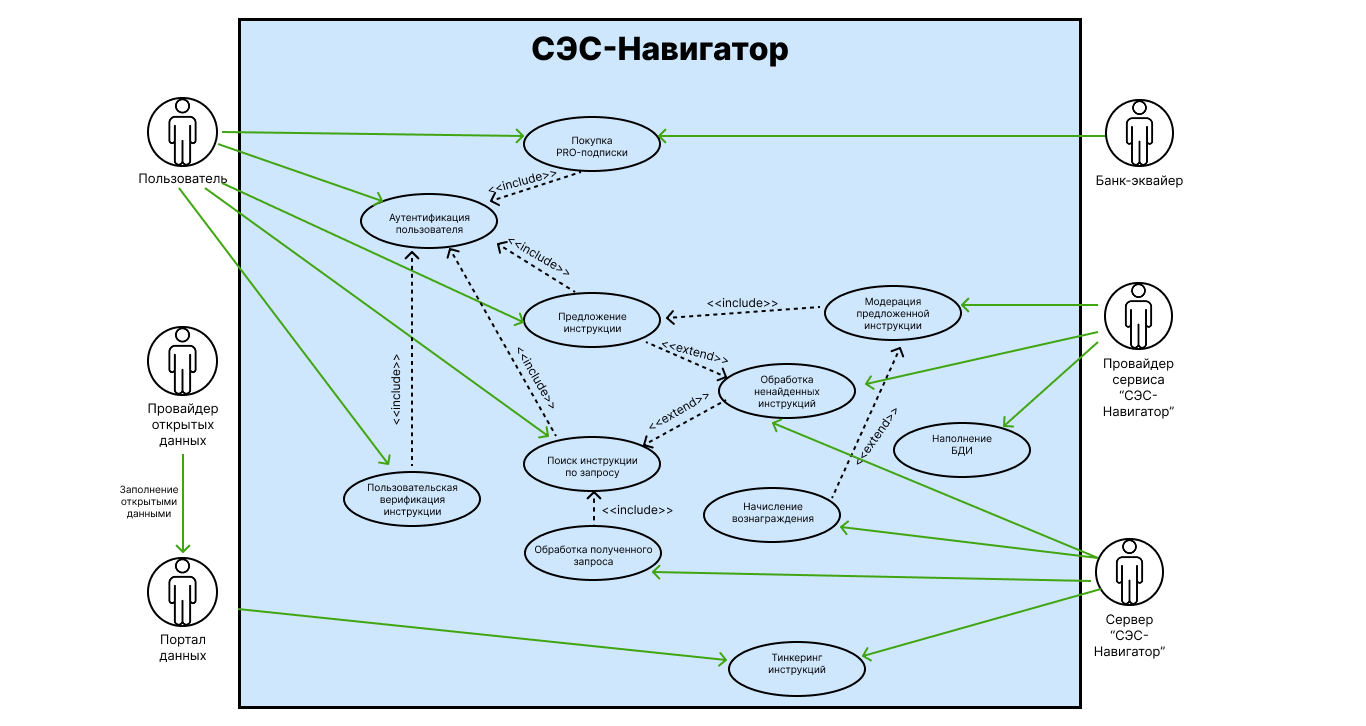 СЭС-Навигатор
Пользователь
Покупка
PRO-подписки
Банк-эквайер
<<include>>
Аутентификация
пользователя
<<include>>
Предложение
инструкции
<<include>>
Модерация
предложенной
инструкции
Провайдер
сервиса
“СЭС-
Навигатор”
<<extend>>
<<include>>
<<include>>
Обработка
ненайденных
инструкций
<<extend>>
<<extend>>
Провайдер
открытых
данных
Наполнение
БДИ
Поиск инструкции
по запросу
Пользовательская
верификация
инструкции
Заполнение
открытыми
данными
<<include>>
Начисление
вознаграждения
Обработка полученного
запроса
Портал
данных
Сервер
“СЭС-
Навигатор”
Тинкеринг
инструкций